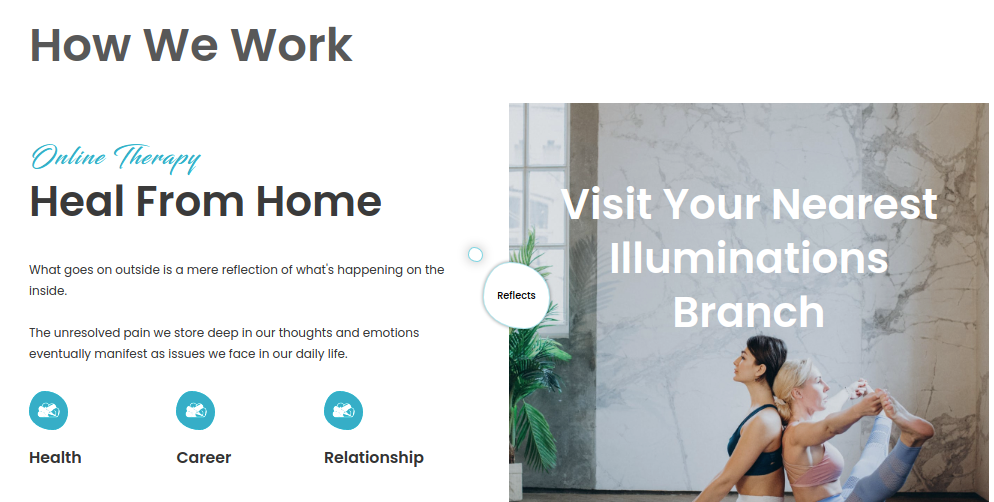 How We Work
Online Therapy
Heal From Home
What goes on outside is a mere reflection of what's happening on the
inside.
The unresolved pain we store deep in our thoughts and emotions
eventually manifest as issues we face in our daily life.
Health
Career
Relationship
Reflects
Visit Your Nearest
Illuminations
Branch